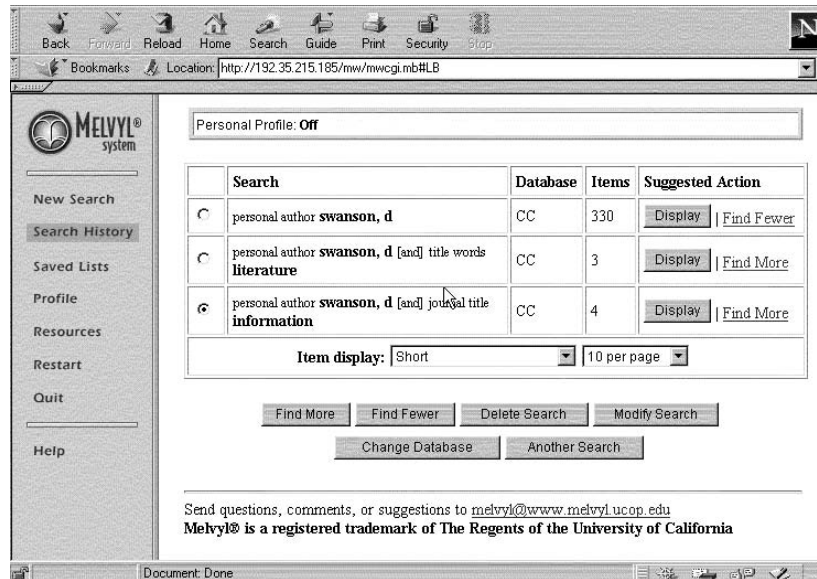 Back Forward Reload Home Search Guide Print Security Stop
N
Bookmarks Location: http://192.35.215.185/mw/mwcgi.mb#LB
MELVYL®
system
New Search
Search History
Saved Lists
Profile
Resources
Restart
Quit
Help
Personal Profile: Off
Search Database Items Suggested Action
personal author swanson, d CC 330 Display | Find Fewer
personal author swanson, d [and] title words
literature CC 3 Display | Find More
personal author swanson, d [and] journal title
information CC 4 Display | Find More
Item display: Short 10 per page
Find More Find Fewer Delete Search Modify Search
Change Database Another Search
Send questions, comments, or suggestions to melvyl@www.melvyl.ucop.edu
Melvyl® is a registered trademark of The Regents of the University of California
Document: Done